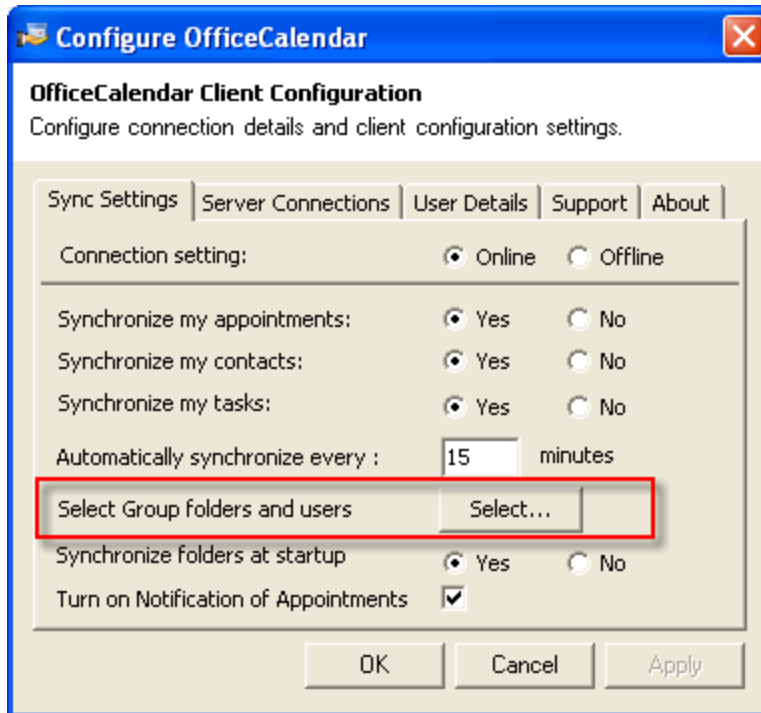 Configure OfficeCalendar
OfficeCalendar Client Configuration
Configure connection details and client configuration settings.
Sync Settings Server Connections User Details Support About
Connection setting: Online Offline
Synchronize my appointments: Yes No
Synchronize my contacts: Yes No
Synchronize my tasks: Yes No
Automatically synchronize every : 15 minutes
Select Group folders and users Select...
Synchronize folders at startup Yes No
Turn on Notification of Appointments
OK Cancel Apply